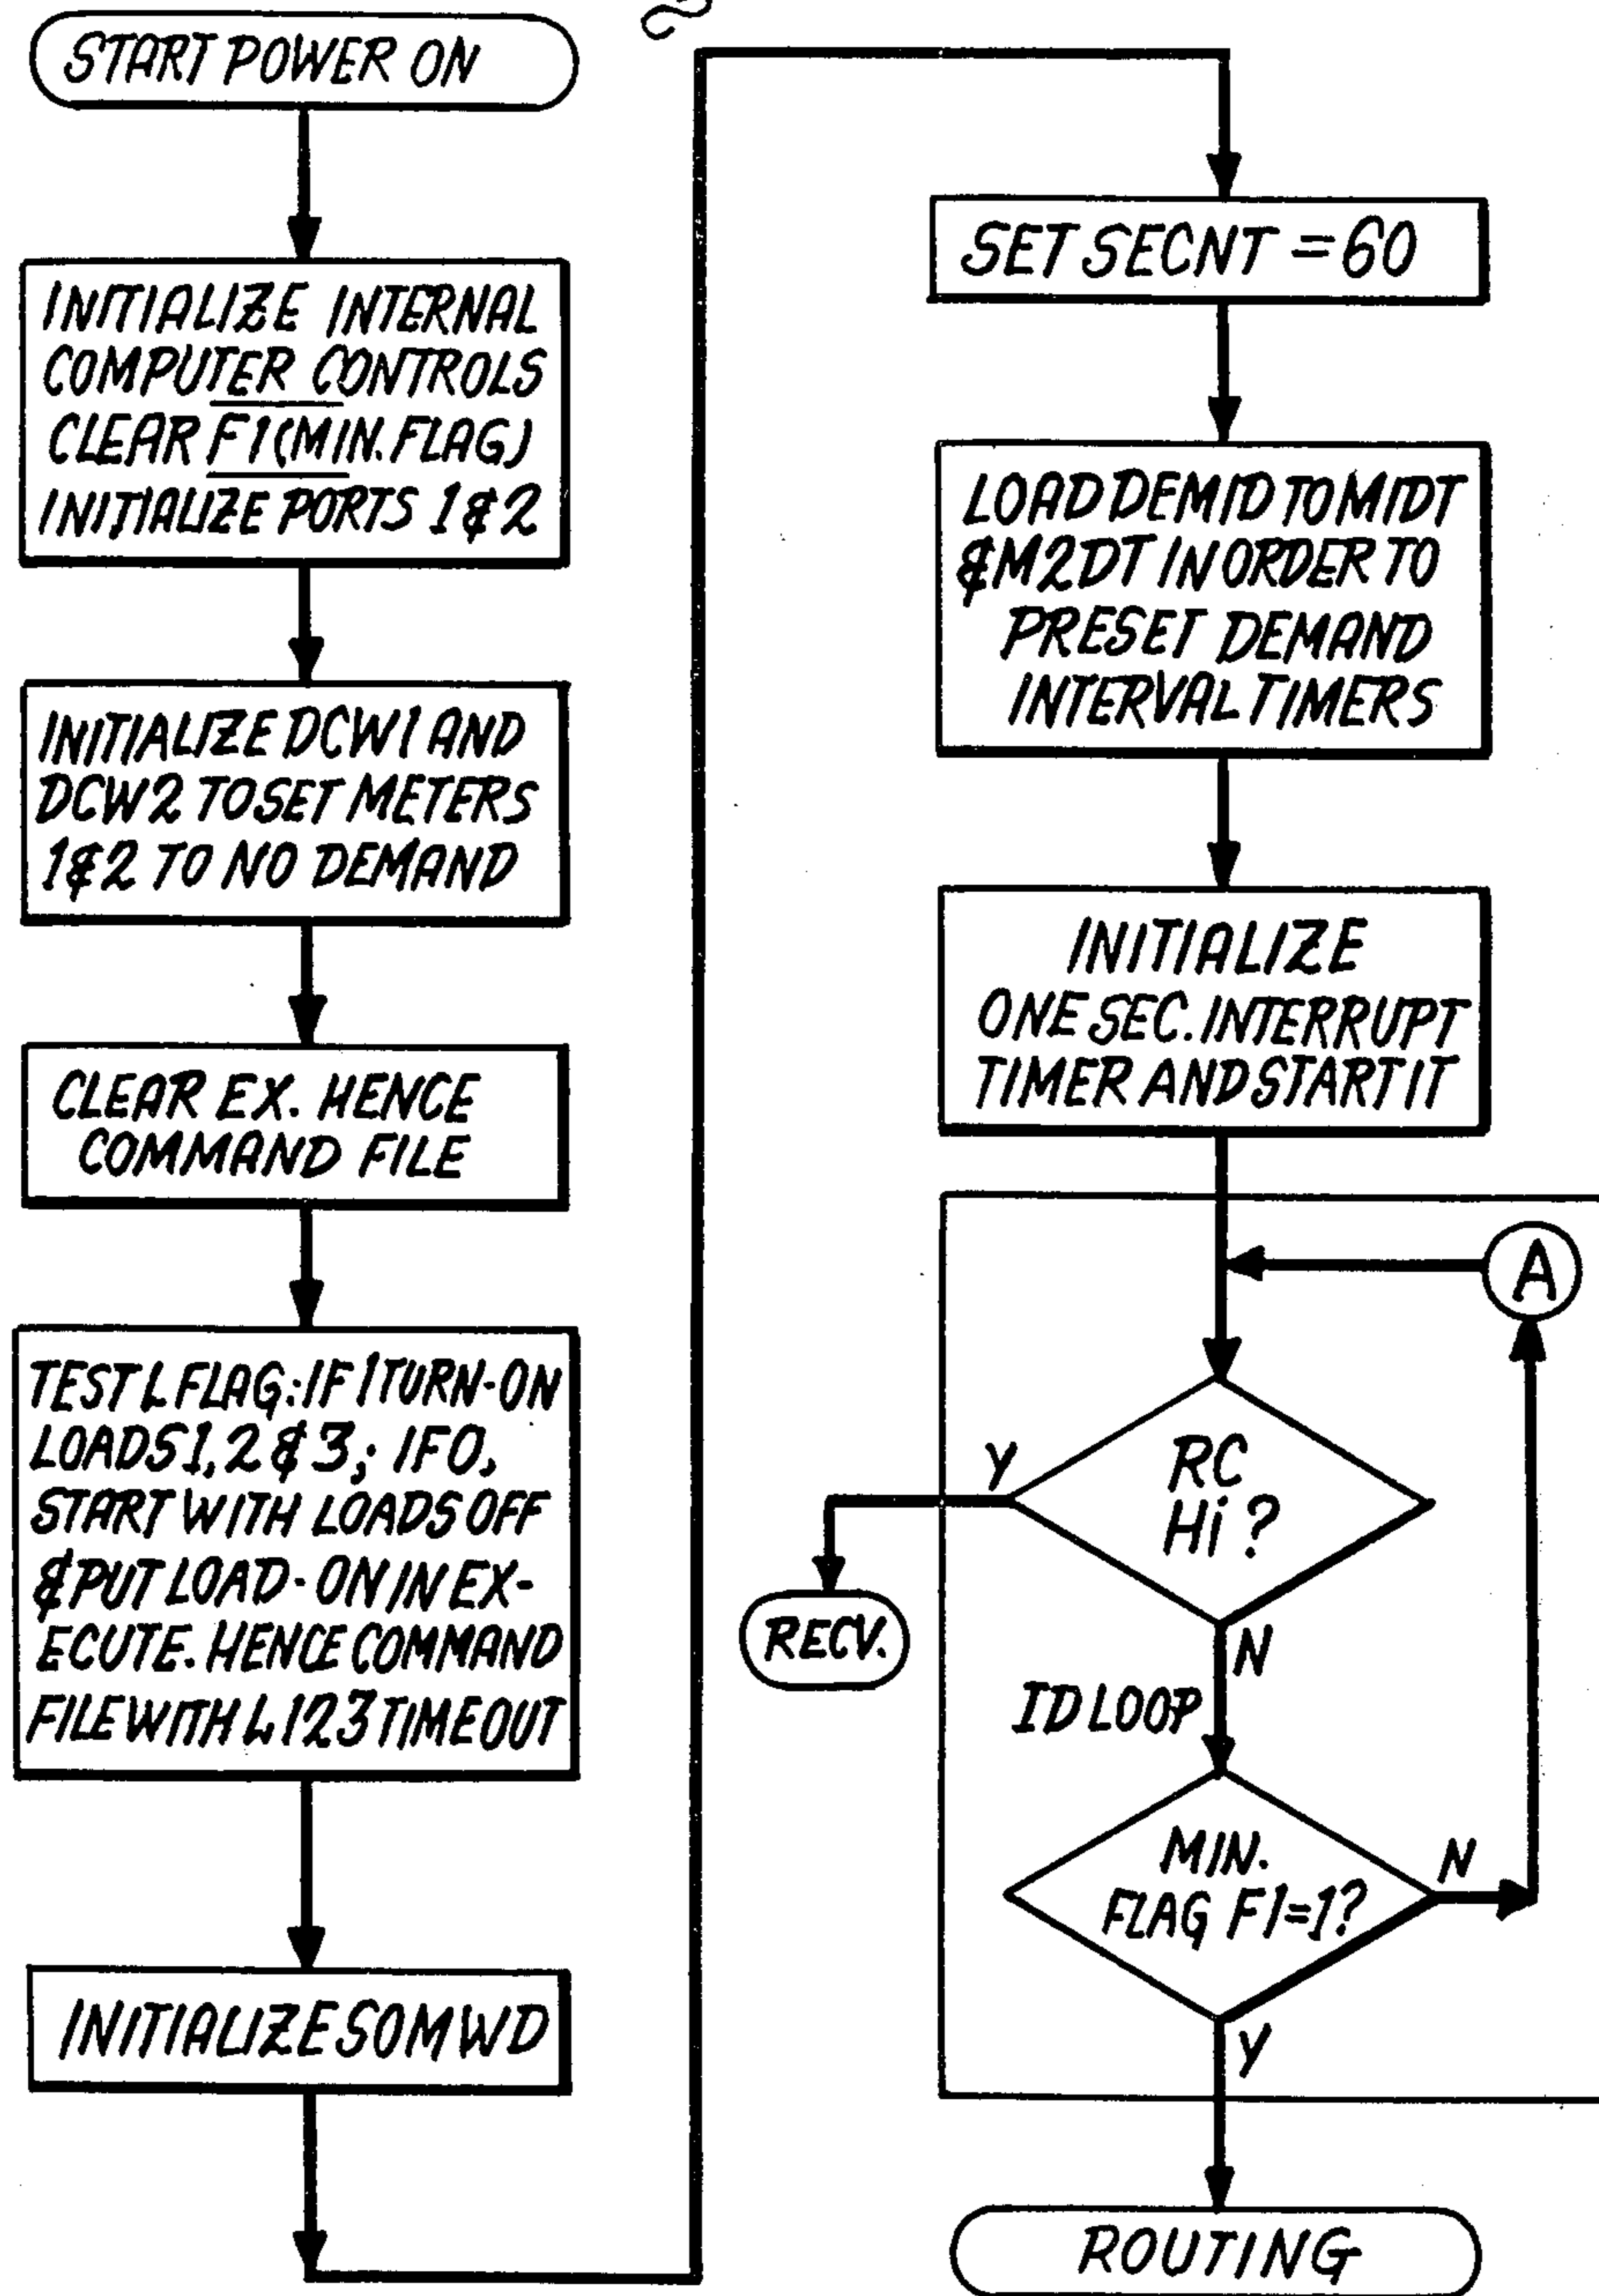 START POWER ON
INITIALIZE INTERNAL
COMPUTER CONTROLS
CLEAR F1(MIN.FLAG)
INITIALIZE PORTS 1&2
INITIALIZE DCW1 AND
DCW2 TO SET METERS
1&2 TO NO DEMAND
CLEAR EX. HENCE
COMMAND FILE
TEST L FLAG: IF 1 TURN-ON
LOADS 1, 2 & 3; IF 0,
START WITH LOADS OFF
& PUT LOAD-ON IN EX-
ECUTE. HENCE COMMAND
FILE WITH L123 TIMEOUT
INITIALIZE SOMWD
SET SECNT = 60
LOAD DEMID TO MIDT
& M2DT IN ORDER TO
PRESET DEMAND
INTERVAL TIMERS
INITIALIZE
ONE SEC. INTERRUPT
TIMER AND START IT
A
RC
Hi ?
Y
RECV.
N
ID LOOP
MIN.
FLAG F1=1?
N
Y
ROUTING